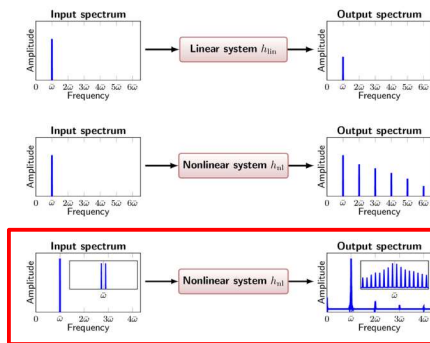 Input spectrum
Amplitude
0 ω̄ 2ω̄ 3ω̄ 4ω̄ 5ω̄ 6ω̄
Frequency
Linear system h_lin
Output spectrum
Amplitude
0 ω̄ 2ω̄ 3ω̄ 4ω̄ 5ω̄ 6ω̄
Frequency
Input spectrum
Amplitude
0 ω̄ 2ω̄ 3ω̄ 4ω̄ 5ω̄ 6ω̄
Frequency
Nonlinear system h_nl
Output spectrum
Amplitude
0 ω̄ 2ω̄ 3ω̄ 4ω̄ 5ω̄ 6ω̄
Frequency
Input spectrum
Amplitude
ω̄
0 ω̄ 2ω̄ 3ω̄ 4ω̄
Frequency
Nonlinear system h_nl
Output spectrum
Amplitude
ω̄
0 ω̄ 2ω̄ 3ω̄ 4ω̄
Frequency